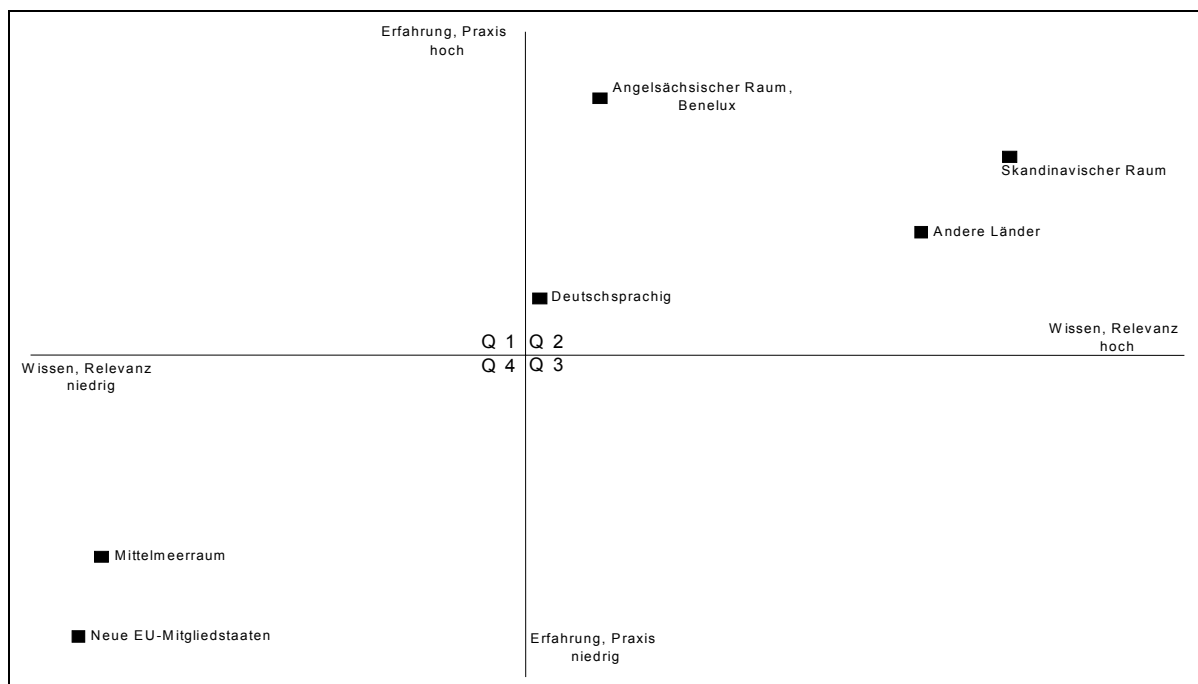 Erfahrung, Praxis
hoch
Angelsächsischer Raum,
Benelux
Skandinavischer Raum
Andere Länder
Deutschsprachig
Q 1 Q 2
Wissen, Relevanz
hoch
Wissen, Relevanz
niedrig
Q 4 Q 3
Mittelmeerraum
Neue EU-Mitgliedstaaten
Erfahrung, Praxis
niedrig